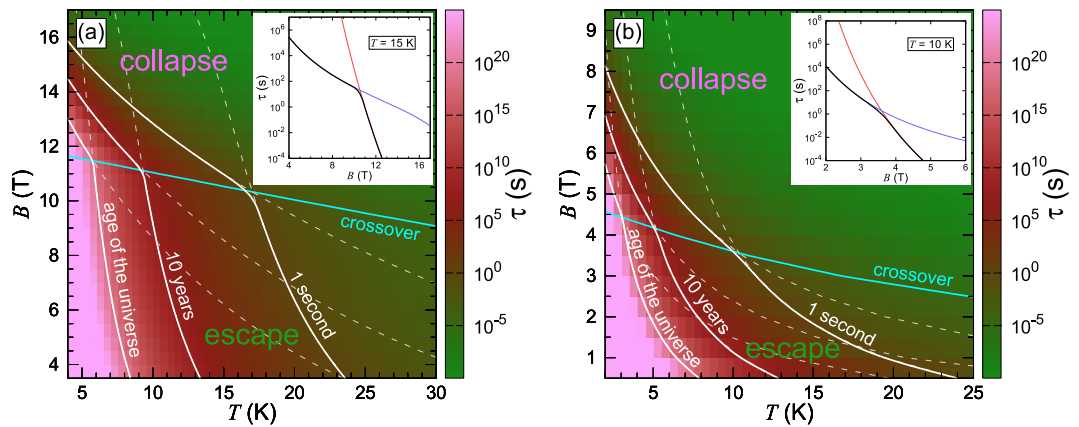 (a)
collapse
escape
crossover
age of the universe
10 years
1 second
B (T)
16
14
12
10
8
6
4
5
10
15
20
25
30
T (K)
T = 15 K
τ (s)
10^6
10^4
10^2
10^0
10^-2
10^-4
4
8
12
16
B (T)
τ (s)
10^20
10^15
10^10
10^5
10^0
10^-5
(b)
collapse
escape
crossover
age of the universe
10 years
1 second
B (T)
9
8
7
6
5
4
3
2
1
5
10
15
20
25
T (K)
T = 10 K
τ (s)
10^8
10^6
10^4
10^2
10^0
10^-2
10^-4
2
3
4
5
6
B (T)
τ (s)
10^20
10^15
10^10
10^5
10^0
10^-5